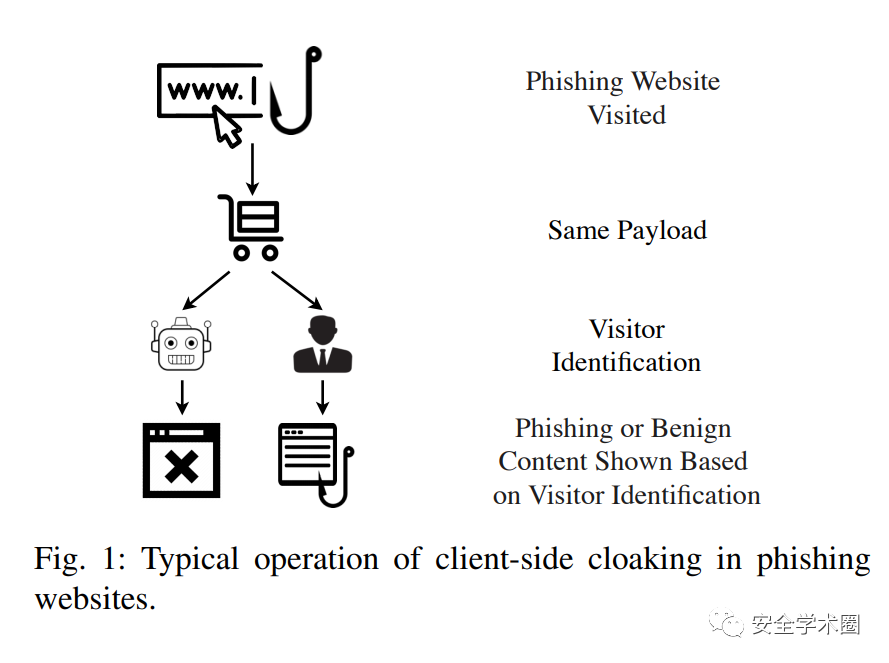 www.
Phishing Website
Visited
Same Payload
Visitor
Identification
Phishing or Benign
Content Shown Based
on Visitor Identification
Fig. 1: Typical operation of client-side cloaking in phishing
websites.
安全学术圈